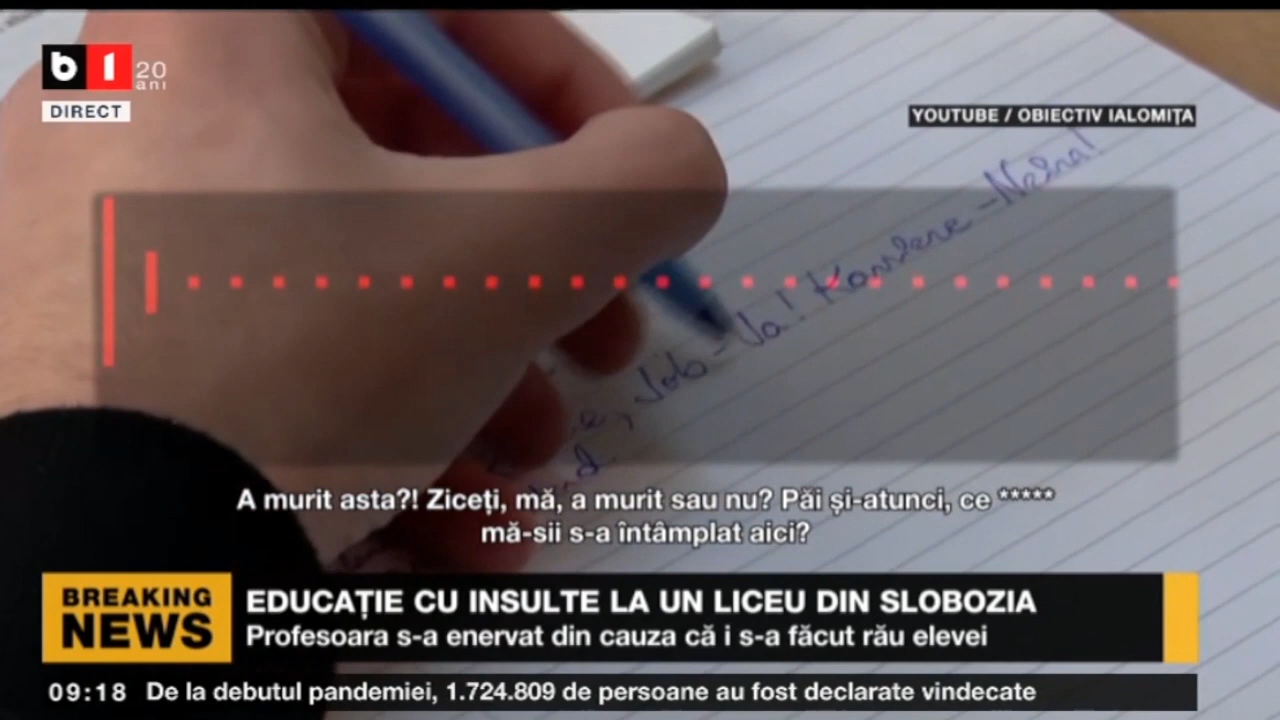 b1 20 ani
DIRECT
YOUTUBE / OBIECTIV IALOMIȚA
A murit asta?! Ziceți, mă, a murit sau nu? Păi și-atunci, ce *****
mă-sii s-a întâmplat aici?
BREAKING NEWS
EDUCAȚIE CU INSULTE LA UN LICEU DIN SLOBOZIA
Profesoara s-a enervat din cauza că i s-a făcut rău elevei
09:18 De la debutul pandemiei, 1.724.809 de persoane au fost declarate vindecate